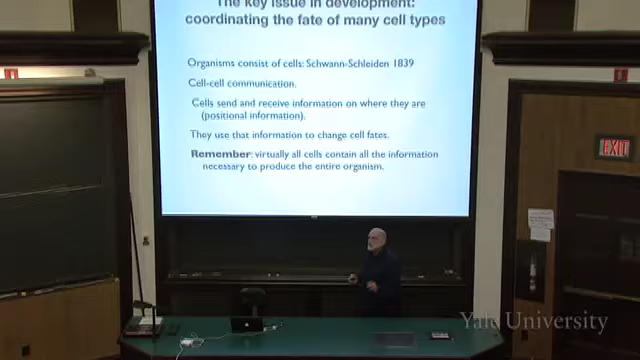 The key issue in development:
coordinating the fate of many cell types
Organisms consist of cells: Schwann-Schleiden 1839
Cell-cell communication.
Cells send and receive information on where they are
(positional information).
They use that information to change cell fates.
Remember: virtually all cells contain all the information
necessary to produce the entire organism.
EXIT
Yale University